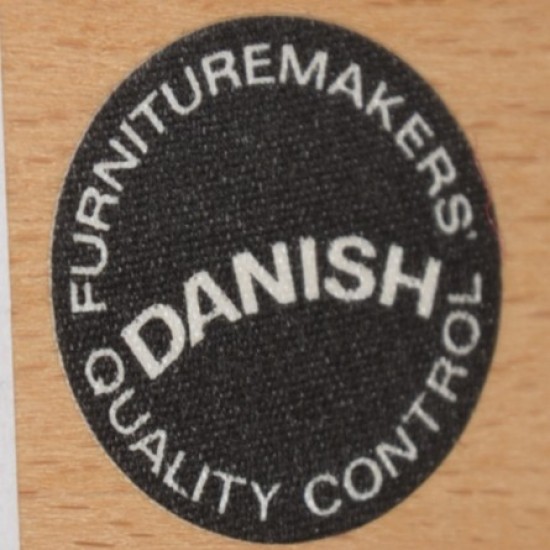 FURNITUREMAKERS'
DANISH
QUALITY CONTROL